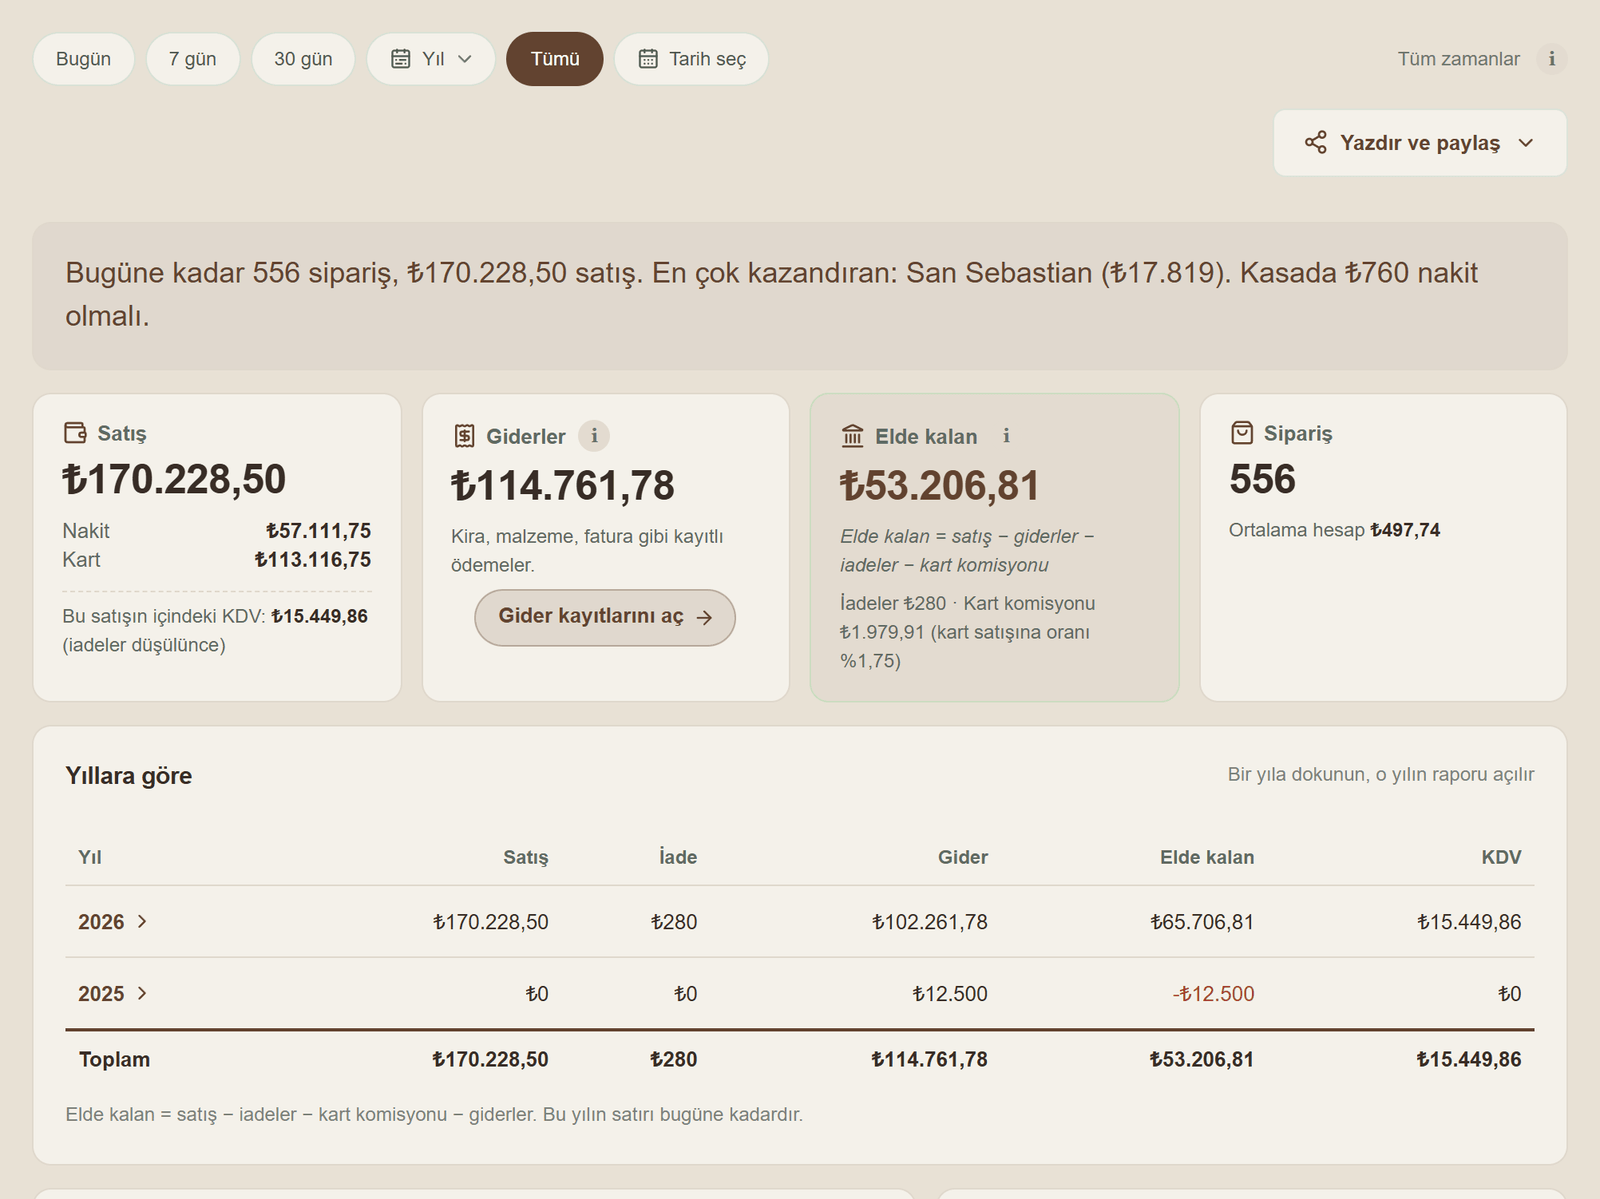 Bugün
7 gün
30 gün
Yıl
Tümü
Tarih seç
Tüm zamanlar
i
Yazdır ve paylaş
Bugüne kadar 556 sipariş, ₺170.228,50 satış. En çok kazandıran: San Sebastian (₺17.819). Kasada ₺760 nakit
olmalı.
Satış
₺170.228,50
Nakit ₺57.111,75
Kart ₺113.116,75
Bu satışın içindeki KDV: ₺15.449,86
(iadeler düşülünce)
Giderler i
₺114.761,78
Kira, malzeme, fatura gibi kayıtlı
ödemeler.
Gider kayıtlarını aç →
Elde kalan i
₺53.206,81
Elde kalan = satış − giderler −
iadeler − kart komisyonu
İadeler ₺280 · Kart komisyonu
₺1.979,91 (kart satışına oranı
%1,75)
Sipariş
556
Ortalama hesap ₺497,74
Yıllara göre
Bir yıla dokunun, o yılın raporu açılır
Yıl Satış İade Gider Elde kalan KDV
2026 ₺170.228,50 ₺280 ₺102.261,78 ₺65.706,81 ₺15.449,86
2025 ₺0 ₺0 ₺12.500 -₺12.500 ₺0
Toplam ₺170.228,50 ₺280 ₺114.761,78 ₺53.206,81 ₺15.449,86
Elde kalan = satış − iadeler − kart komisyonu − giderler. Bu yılın satırı bugüne kadardır.